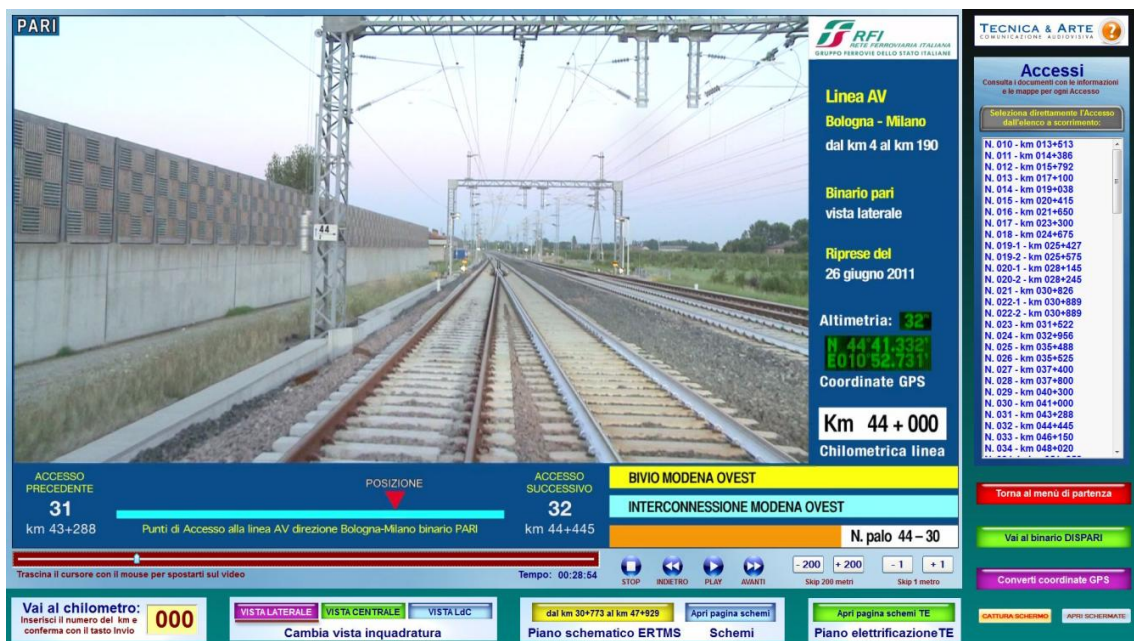 PARI
44
RFI
RETE FERROVIARIA ITALIANA
GRUPPO FERROVIE DELLO STATO ITALIANE
Linea AV
Bologna - Milano
dal km 4 al km 190
Binario pari
vista laterale
Riprese del
26 giugno 2011
Altimetria: 32
N 44°41.332'
E010°52.731'
Coordinate GPS
Km 44 + 000
Chilometrica linea
ACCESSO
PRECEDENTE
31
km 43+288
POSIZIONE
Punti di Accesso alla linea AV direzione Bologna-Milano binario PARI
ACCESSO
SUCCESSIVO
32
km 44+445
BIVIO MODENA OVEST
INTERCONNESSIONE MODENA OVEST
N. palo 44 – 30
Trascina il cursore con il mouse per spostarti sul video
Tempo: 00:28:54
STOP INDIETRO PLAY AVANTI
- 200 + 200 - 1 + 1
Skip 200 metri Skip 1 metro
Vai al chilometro:
Inserisci il numero del km e
conferma con il tasto Invio
000
VISTA LATERALE VISTA CENTRALE VISTA LdC
Cambia vista inquadratura
dal km 30+773 al km 47+929 Apri pagina schemi
Piano schematico ERTMS Schemi
Apri pagina schemi TE
Piano elettrificazione TE
TECNICA & ARTE
COMUNICAZIONE AUDIOVISIVA
?
Accessi
Consulta i documenti con le informazioni
e le mappe per ogni Accesso
Seleziona direttamente l'Accesso
dall'elenco a scorrimento:
N. 010 - km 013+513
N. 011 - km 014+386
N. 012 - km 015+792
N. 013 - km 017+100
N. 014 - km 019+038
N. 015 - km 020+415
N. 016 - km 021+650
N. 017 - km 023+300
N. 018 - km 024+675
N. 019-1 - km 025+427
N. 019-2 - km 025+575
N. 020-1 - km 028+145
N. 020-2 - km 028+245
N. 021 - km 030+826
N. 022-1 - km 030+889
N. 022-2 - km 030+889
N. 023 - km 031+522
N. 024 - km 032+956
N. 025 - km 035+488
N. 026 - km 035+525
N. 027 - km 037+400
N. 028 - km 037+800
N. 029 - km 040+300
N. 030 - km 041+000
N. 031 - km 043+288
N. 032 - km 044+445
N. 033 - km 046+150
N. 034 - km 048+020
Torna al menù di partenza
Vai al binario DISPARI
Converti coordinate GPS
CATTURA SCHERMO APRI SCHERMATE